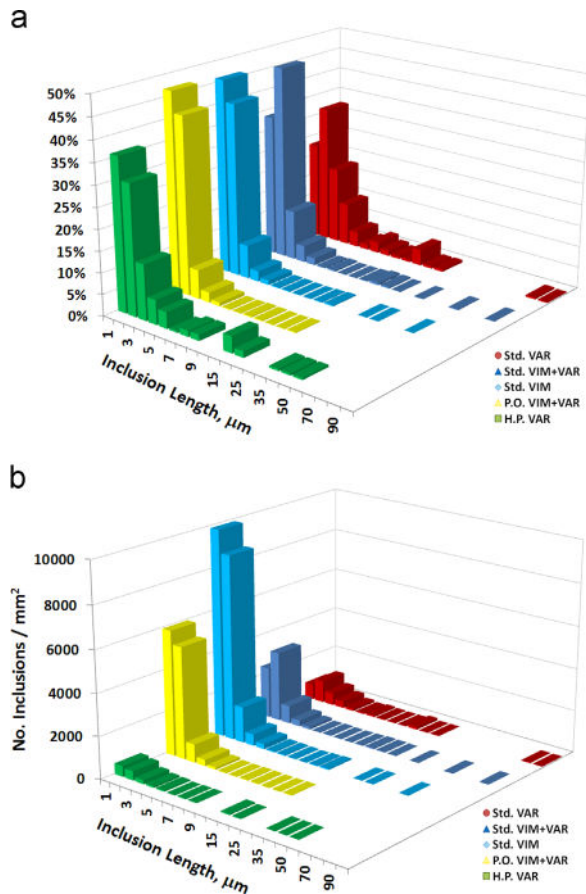 a
50%
45%
40%
35%
30%
25%
20%
15%
10%
5%
0%
1
3
5
7
9
15
25
35
50
70
90
Inclusion Length, μm
Std. VAR
Std. VIM+VAR
Std. VIM
P.O. VIM+VAR
H.P. VAR
b
No. Inclusions / mm²
10000
8000
6000
4000
2000
0
1
3
5
7
9
15
25
35
50
70
90
Inclusion Length, μm
Std. VAR
Std. VIM+VAR
Std. VIM
P.O. VIM+VAR
H.P. VAR